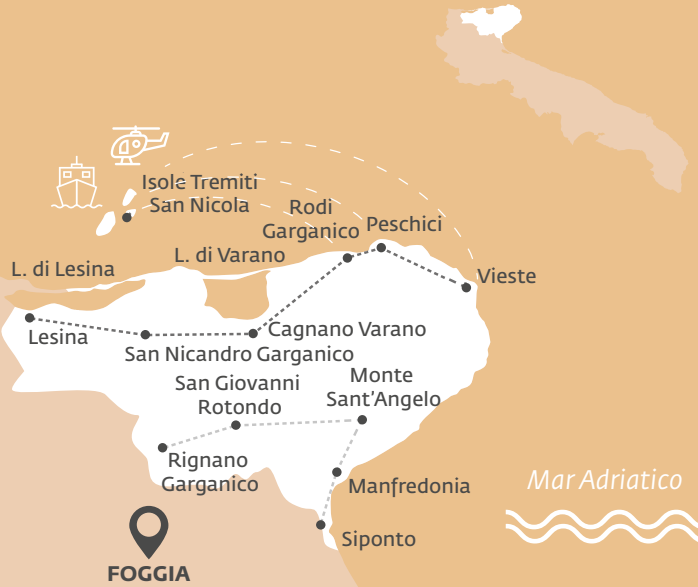 Isole Tremiti
San Nicola
Rodi
Garganico
Peschici
L. di Varano
L. di Lesina
Vieste
Lesina
Cagnano Varano
San Nicandro Garganico
San Giovanni
Rotondo
Monte
Sant'Angelo
Rignano
Garganico
Manfredonia
Mar Adriatico
Siponto
FOGGIA